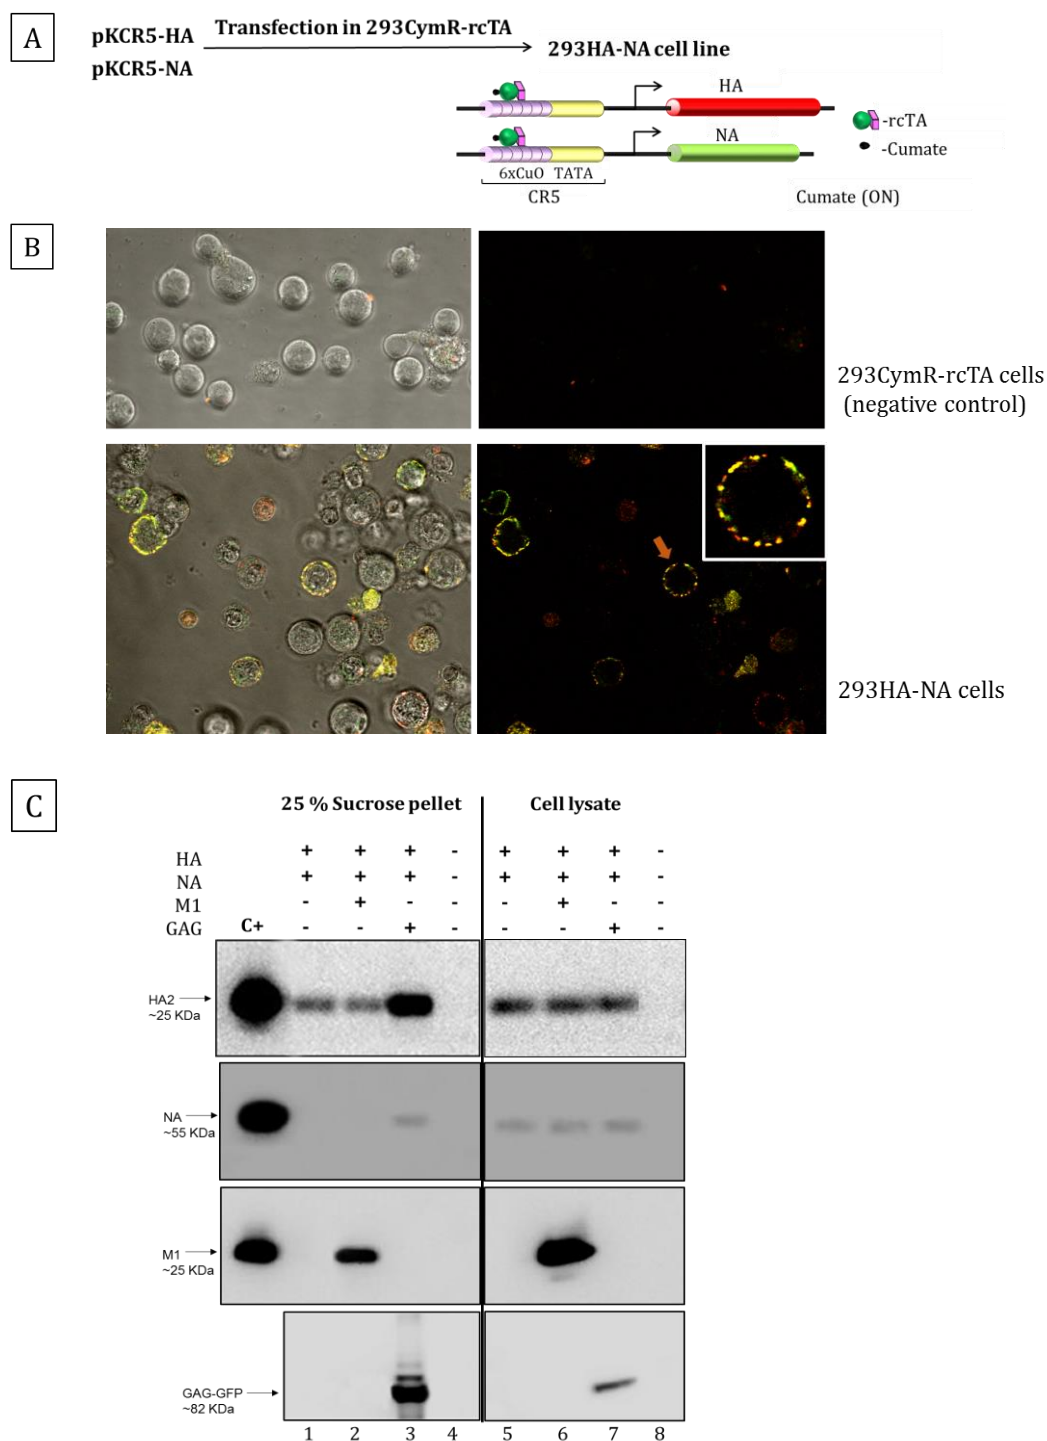 A
pKCR5-HA
pKCR5-NA
Transfection in 293CymR-rcTA
293HA-NA cell line
HA
NA
6xCuO TATA
CR5
-rcTA
-Cumate
Cumate (ON)
B
293CymR-rcTA cells
(negative control)
293HA-NA cells
C
25 % Sucrose pellet Cell lysate
HA + + + - + + + -
NA + + + - + + + -
M1 - + - - - + - -
GAG C+ - - + - - - + -
HA2
~25 KDa
NA
~55 KDa
M1
~25 KDa
GAG-GFP
~82 KDa
1 2 3 4 5 6 7 8